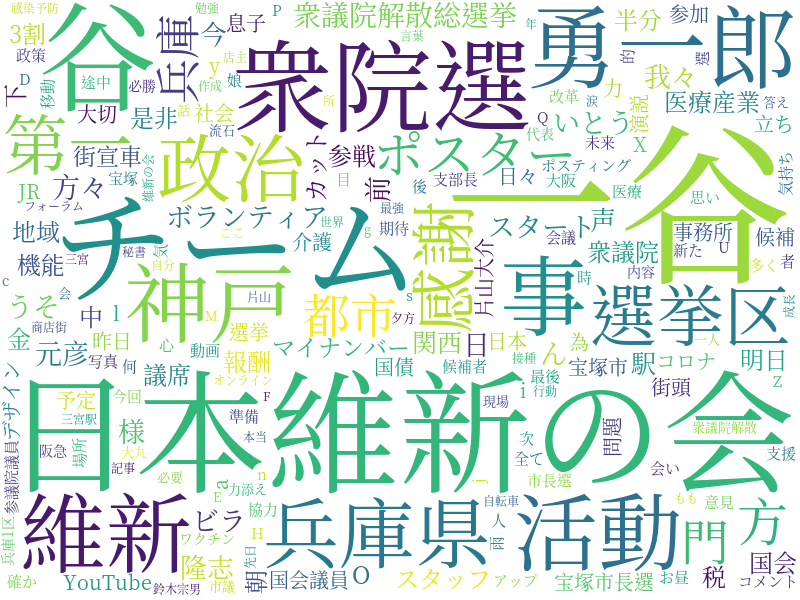 感染予防
勉強
店主
年
P
言葉
衆議院解散総選挙
半分
参加
的
選
3割
政策
D
途中
必勝
作成
y
今
息子
谷
兵庫
衆院選
勇一郎
移動
所
娘
力
我々
改革
涙
答え
下
大切
話
社会
医療産業
Q
演説
是非
流石
カット
第一
政治
ポスター
いとう
代表
X
立ち
未来
街宣車
参戦
一谷
維新の会
前
ポスティング
JR
方々
宝塚
目
支部長
日々
大阪
気持ち
フォーラム
ボランティア
後
医療
思い
チーム
感謝
スタート
声
世界
最強
地域
三宮
介護
ここ
g
期待
会議
事務所
候補
機能
秘書
気
自分
衆議院
新た
U
者
神戸
事
片山大介
時
内容
多く
選挙区
c
会
片山
うそ
中
l
都市
s
夕方
関西
日
日本
為
金
商店街
昨日
M
選挙
マイナンバー
ん
宝塚市
駅
コロナ
一人
成長
元彦
写真
何
心
動画
報酬
国債
候補者
接種
i
最後
行動
明日
z
オンライン
議席
街頭
予定
今回
F
現場
三宮駅
準備
様
次
日本維新の会
問題
衆議院解散
参議院議員デザイン
阪急
場所
大丸
本当
全て
会い
支援
記事
必要
n
j
市長選
a
力添え
E
自転車
もも
意見
維新
ビラ
協力
兵庫県
活動
人
雨
門
方
兵庫1区
ワクチン
H
隆志
朝
国会
YouTube
先日
国会議員
O
スタッフ
アップ
宝塚市長選
税
お昼
コメント
確か
鈴木宗男
市議